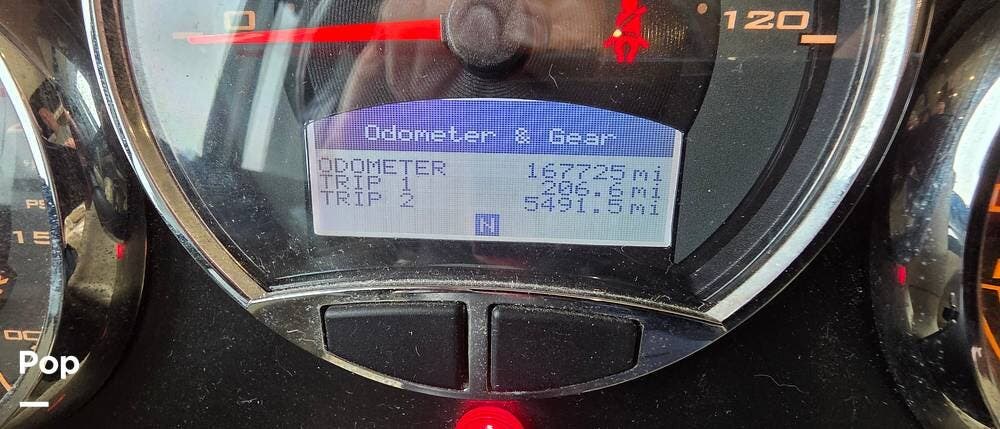 0
120
Odometer & Gear
ODOMETER 167725 mi
TRIP 1 206.6 mi
TRIP 2 5491.5 mi
N
15
Pop